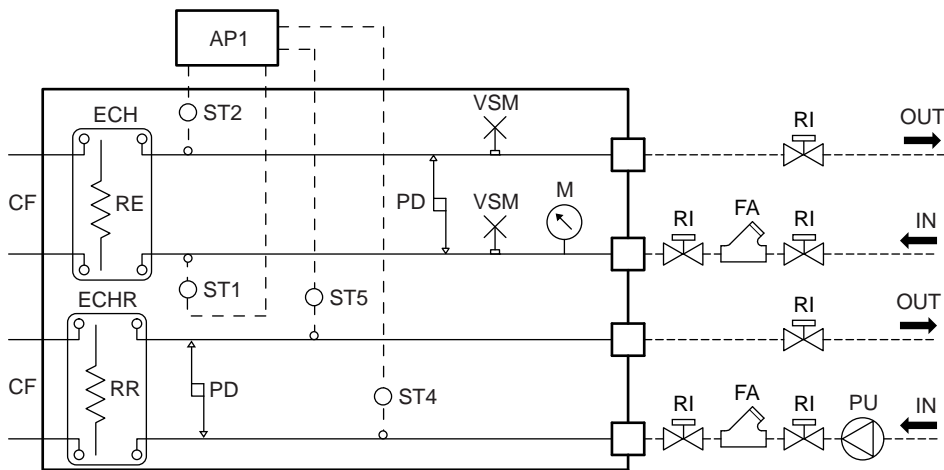 AP1
ECH
ST2
VSM
RI
OUT
CF
RE
PD
VSM
M
RI
FA
RI
IN
ECHR
ST1
ST5
RI
OUT
CF
RR
PD
ST4
RI
FA
RI
PU
IN